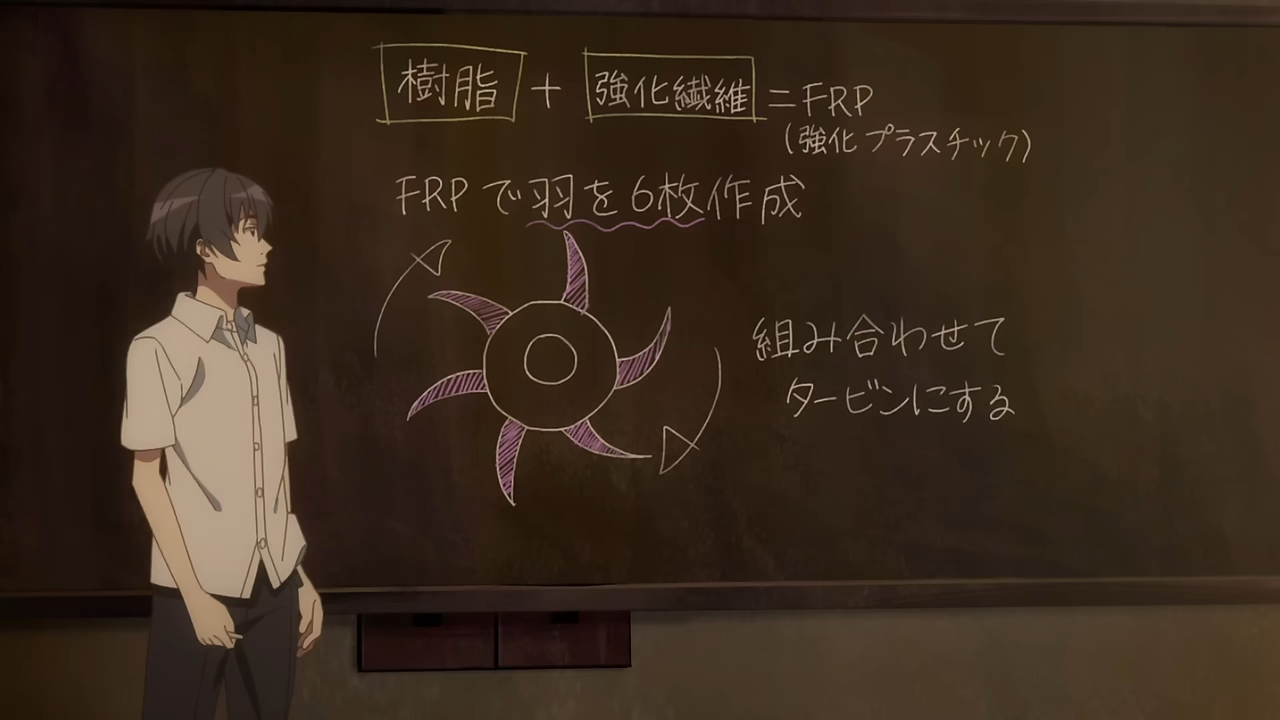 樹脂 + 強化繊維 = FRP
(強化プラスチック)
FRPで羽を6枚作成
組み合わせて
タービンにする